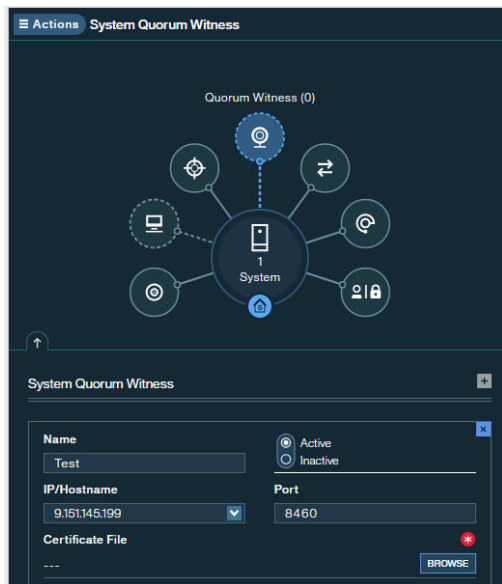 Actions System Quorum Witness
Quorum Witness (0)
1
System
S
System Quorum Witness
Name
Active
Test
Inactive
IP/Hostname Port
9.151.145.199 8460
Certificate File
--- BROWSE